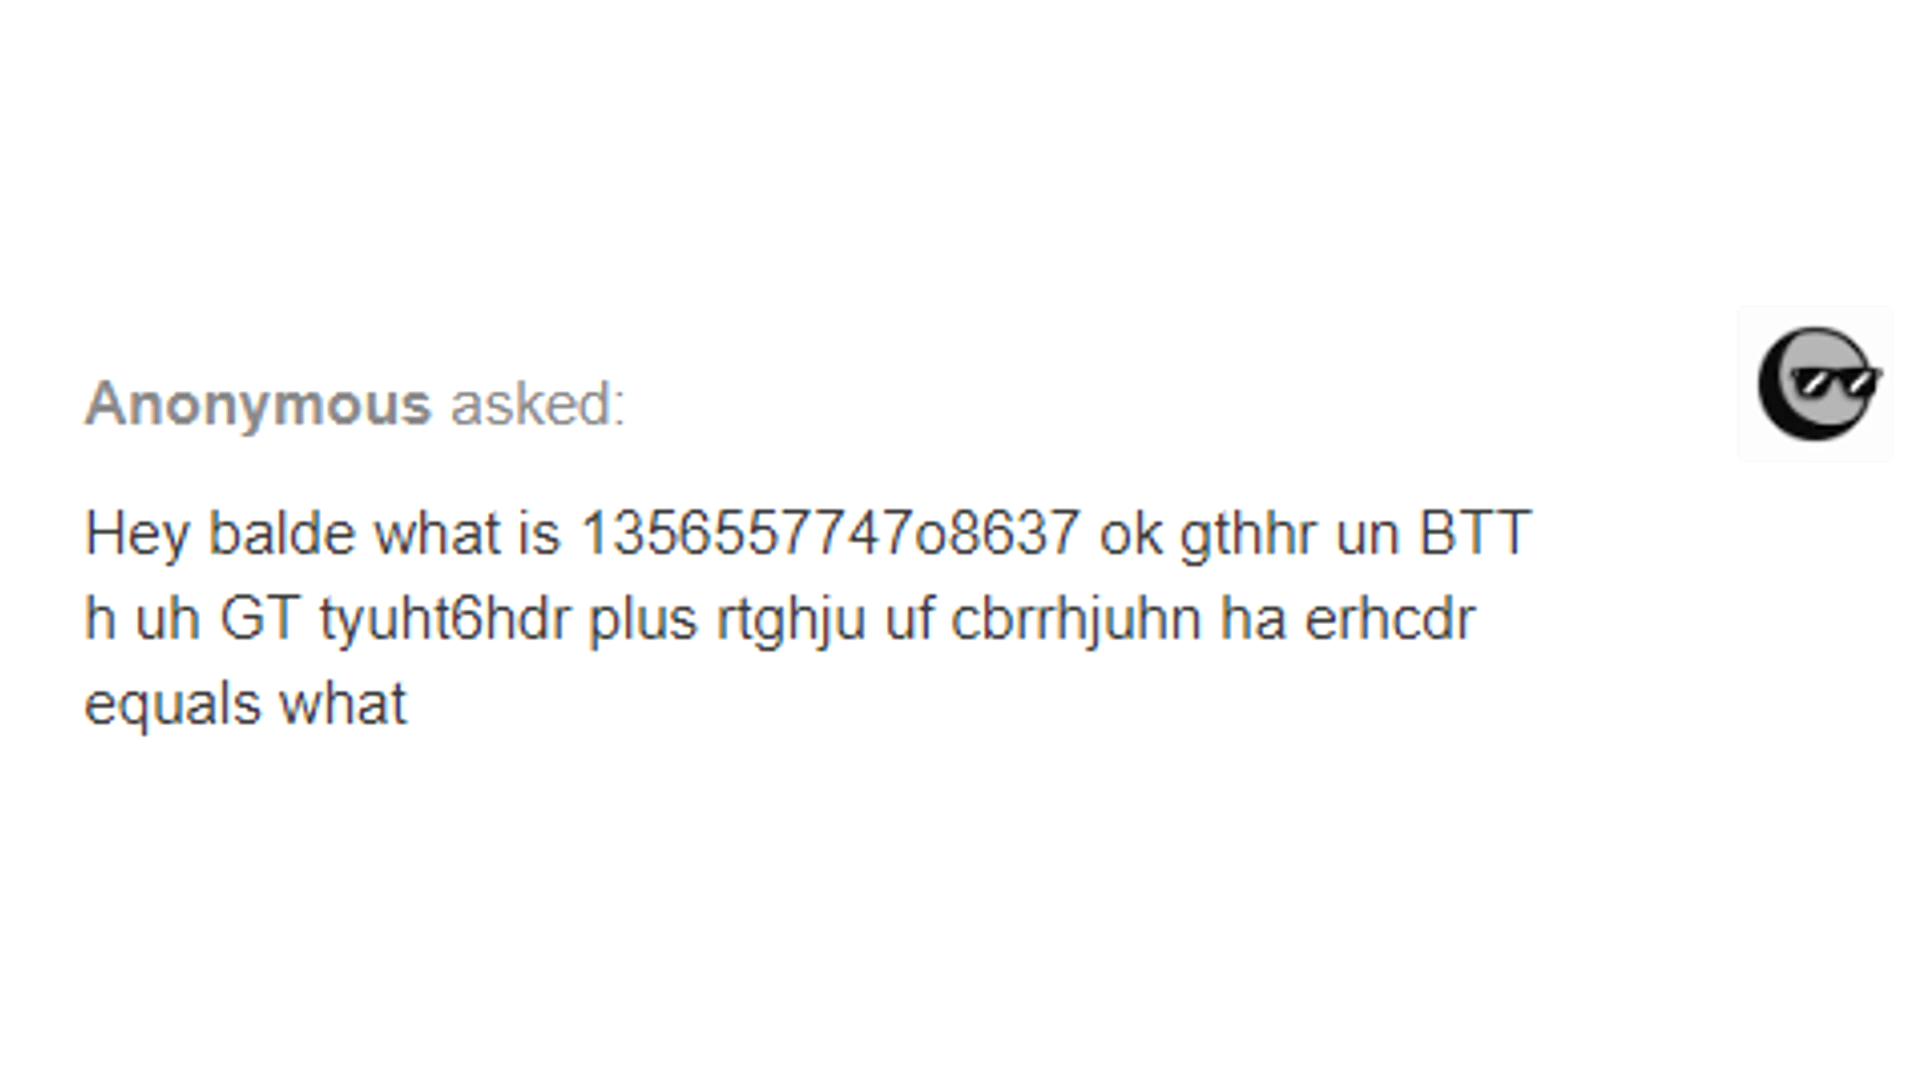 Anonymous asked:
Hey balde what is 1356557747o8637 ok gthhr un BTT
h uh GT tyuht6hdr plus rtghju uf cbrrhjuhn ha erhcdr
equals what